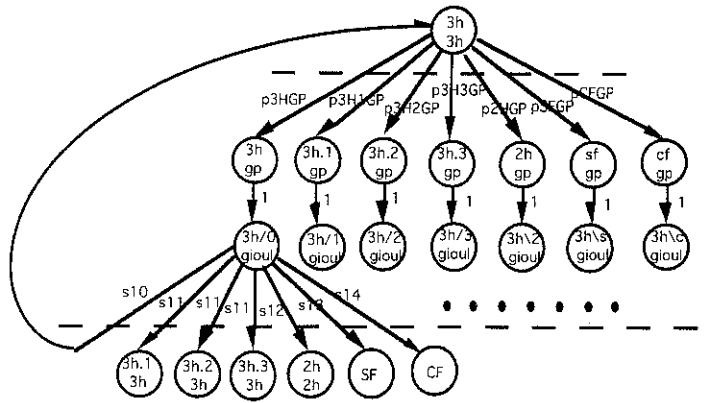 3h
3h
p3HGP
p3H1GP
p3H2GP
p3H3GP
p2HGP
pSFGP
pCFGP
3h
gp
3h.1
gp
3h.2
gp
3h.3
gp
2h
gp
sf
gp
cf
gp
1
1
1
1
1
1
1
3h/0
gioul
3h/1
gioul
3h/2
gioul
3h/3
gioul
3h\2
gioul
3h\s
gioul
3h\c
gioul
s10
s11
s11
s11
s12
s13
s14
3h.1
3h
3h.2
3h
3h.3
3h
2h
2h
SF
CF